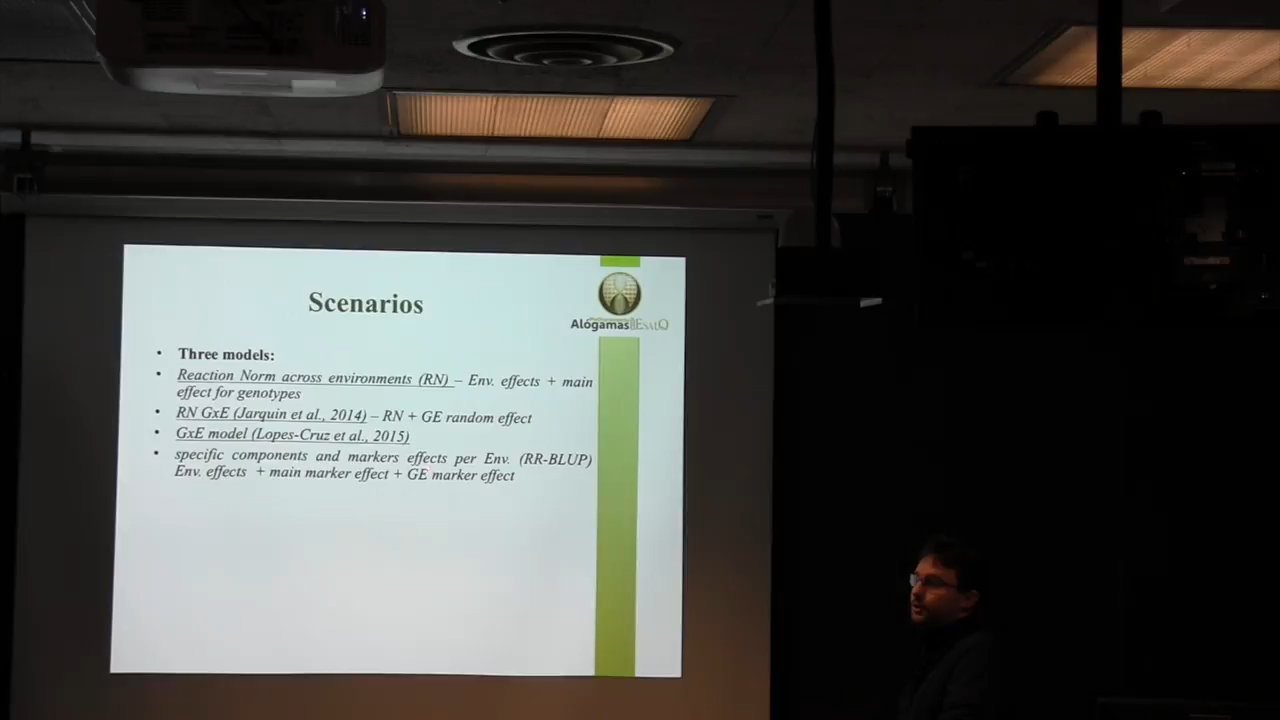 Scenarios
Alógamas ESALQ
• Three models:
• Reaction Norm across environments (RN) – Env. effects + main
effect for genotypes
• RN GxE (Jarquin et al., 2014) – RN + GE random effect
• GxE model (Lopes-Cruz et al., 2015)
• specific components and markers effects per Env. (RR-BLUP)
Env. effects + main marker effect + GE marker effect